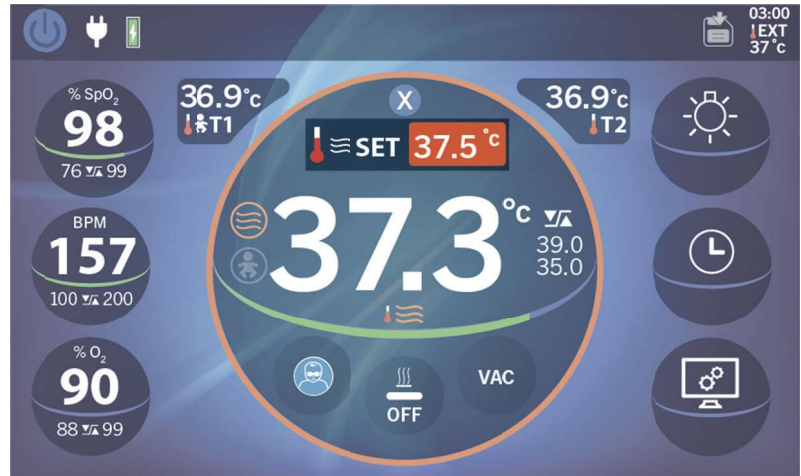 03:00
EXT
37 °C
% SpO₂
98
76 99
36.9°C
T1
X
36.9°C
T2
SET 37.5 °C
BPM
157
100 200
37.3 °C
39.0
35.0
% O₂
90
88 99
OFF
VAC